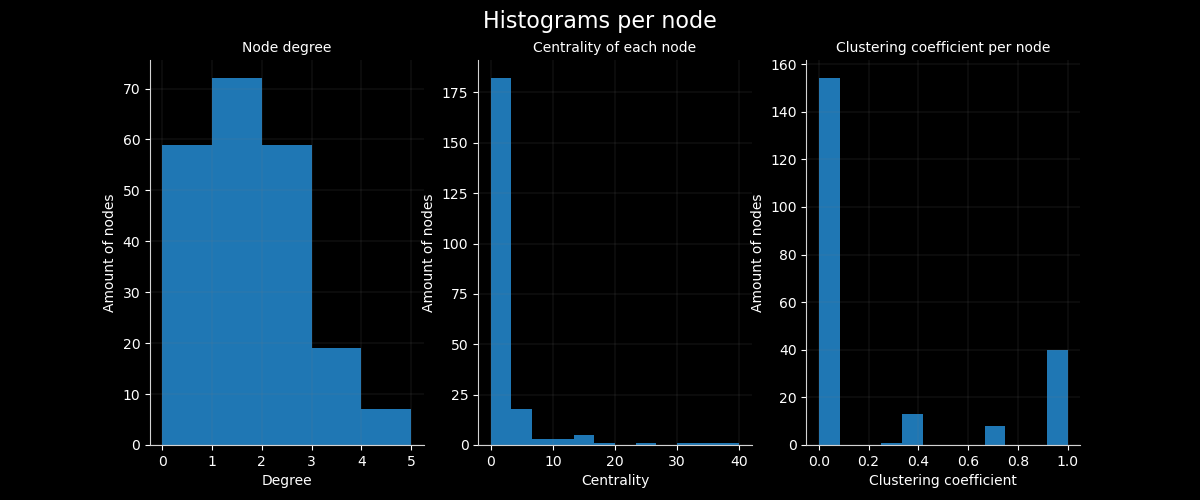 Histograms per node
Node degree
Amount of nodes
70
60
50
40
30
20
10
0
0 1 2 3 4 5
Degree
Centrality of each node
Amount of nodes
175
150
125
100
75
50
25
0
0 10 20 30 40
Centrality
Clustering coefficient per node
Amount of nodes
160
140
120
100
80
60
40
20
0
0.0 0.2 0.4 0.6 0.8 1.0
Clustering coefficient